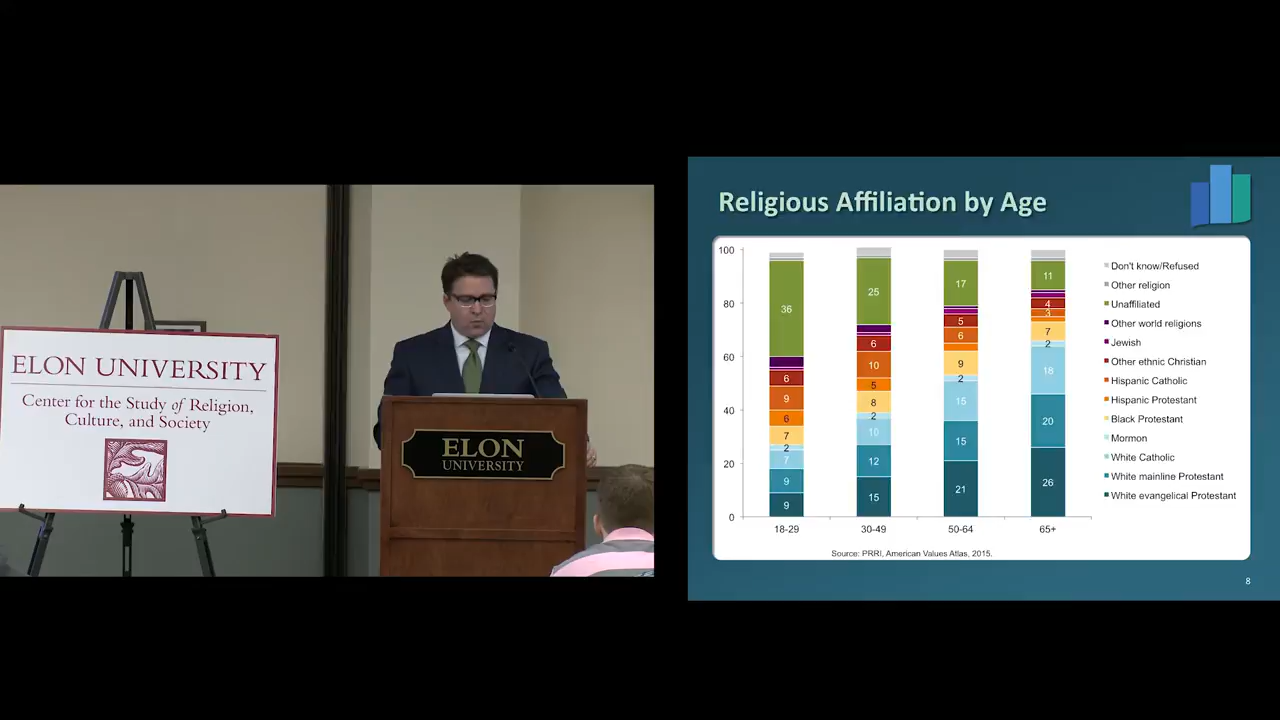 ELON UNIVERSITY
Center for the Study of Religion,
Culture, and Society
ELON
UNIVERSITY
Religious Affiliation by Age
100
80
60
40
20
0
36
6
9
6
7
2
7
9
9
25
6
10
5
8
2
10
12
15
17
5
6
9
2
15
15
21
11
4
3
7
2
18
20
26
18-29
30-49
50-64
65+
Don't know/Refused
Other religion
Unaffiliated
Other world religions
Jewish
Other ethnic Christian
Hispanic Catholic
Hispanic Protestant
Black Protestant
Mormon
White Catholic
White mainline Protestant
White evangelical Protestant
Source: PRRI, American Values Atlas, 2015.
8